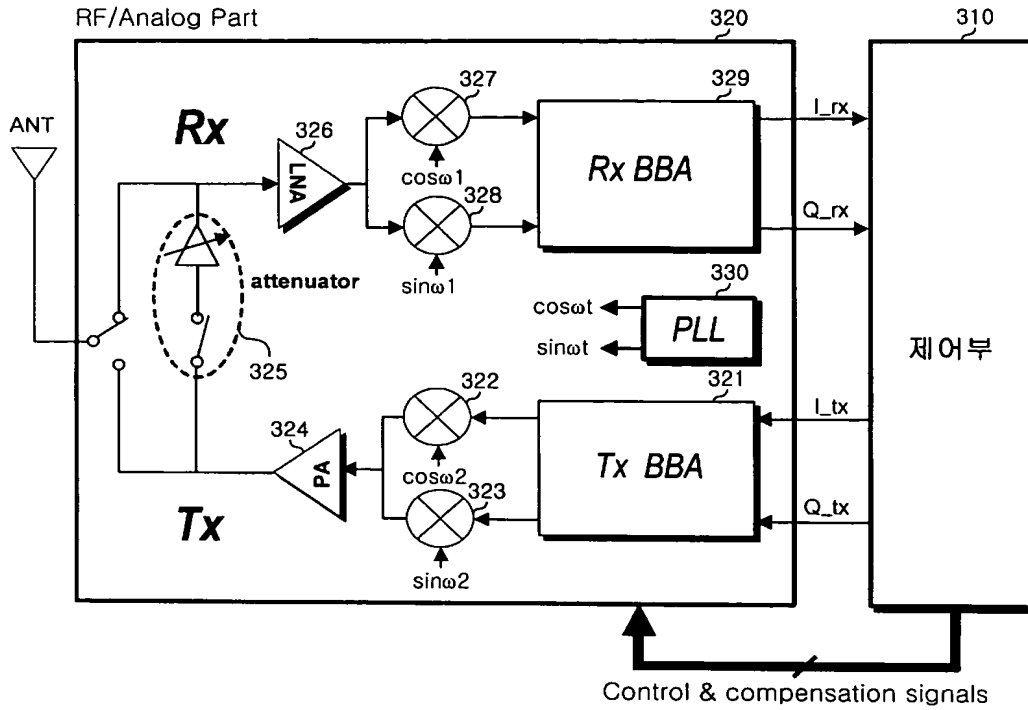 RF/Analog Part
320
310
ANT
Rx
326
LNA
327
cosω1
328
sinω1
329
Rx BBA
I_rx
Q_rx
attenuator
325
330
PLL
cosωt
sinωt
제어부
321
Tx BBA
I_tx
Q_tx
322
cosω2
323
sinω2
324
PA
Tx
Control & compensation signals